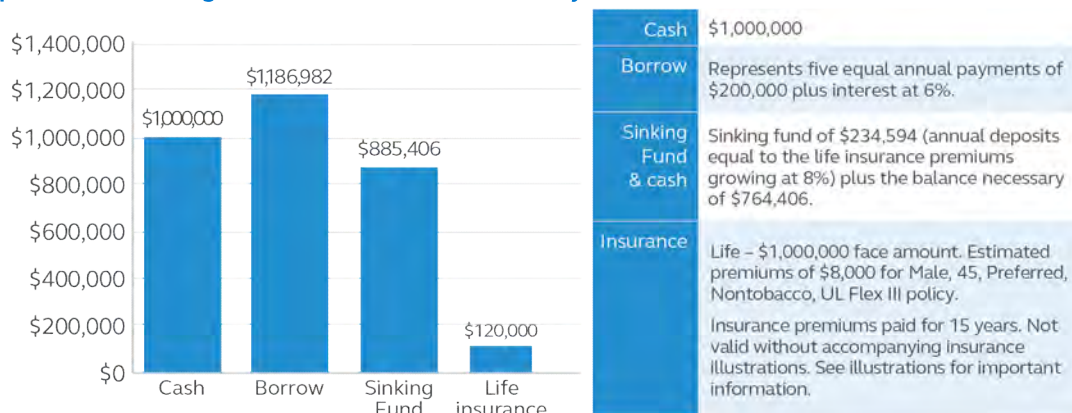 $1,400,000
$1,200,000
$1,000,000
$800,000
$600,000
$400,000
$200,000
$0
$1,000,000
$1,186,982
$885,406
$120,000
Cash
Borrow
Sinking
Fund
Life
insurance
Cash
$1,000,000
Borrow
Represents five equal annual payments of
$200,000 plus interest at 6%.
Sinking
Fund
& cash
Sinking fund of $234,594 (annual deposits
equal to the life insurance premiums
growing at 8%) plus the balance necessary
of $764,406.
Insurance
Life – $1,000,000 face amount. Estimated
premiums of $8,000 for Male, 45, Preferred,
Nontobacco, UL Flex III policy.
Insurance premiums paid for 15 years. Not
valid without accompanying insurance
illustrations. See illustrations for important
information.